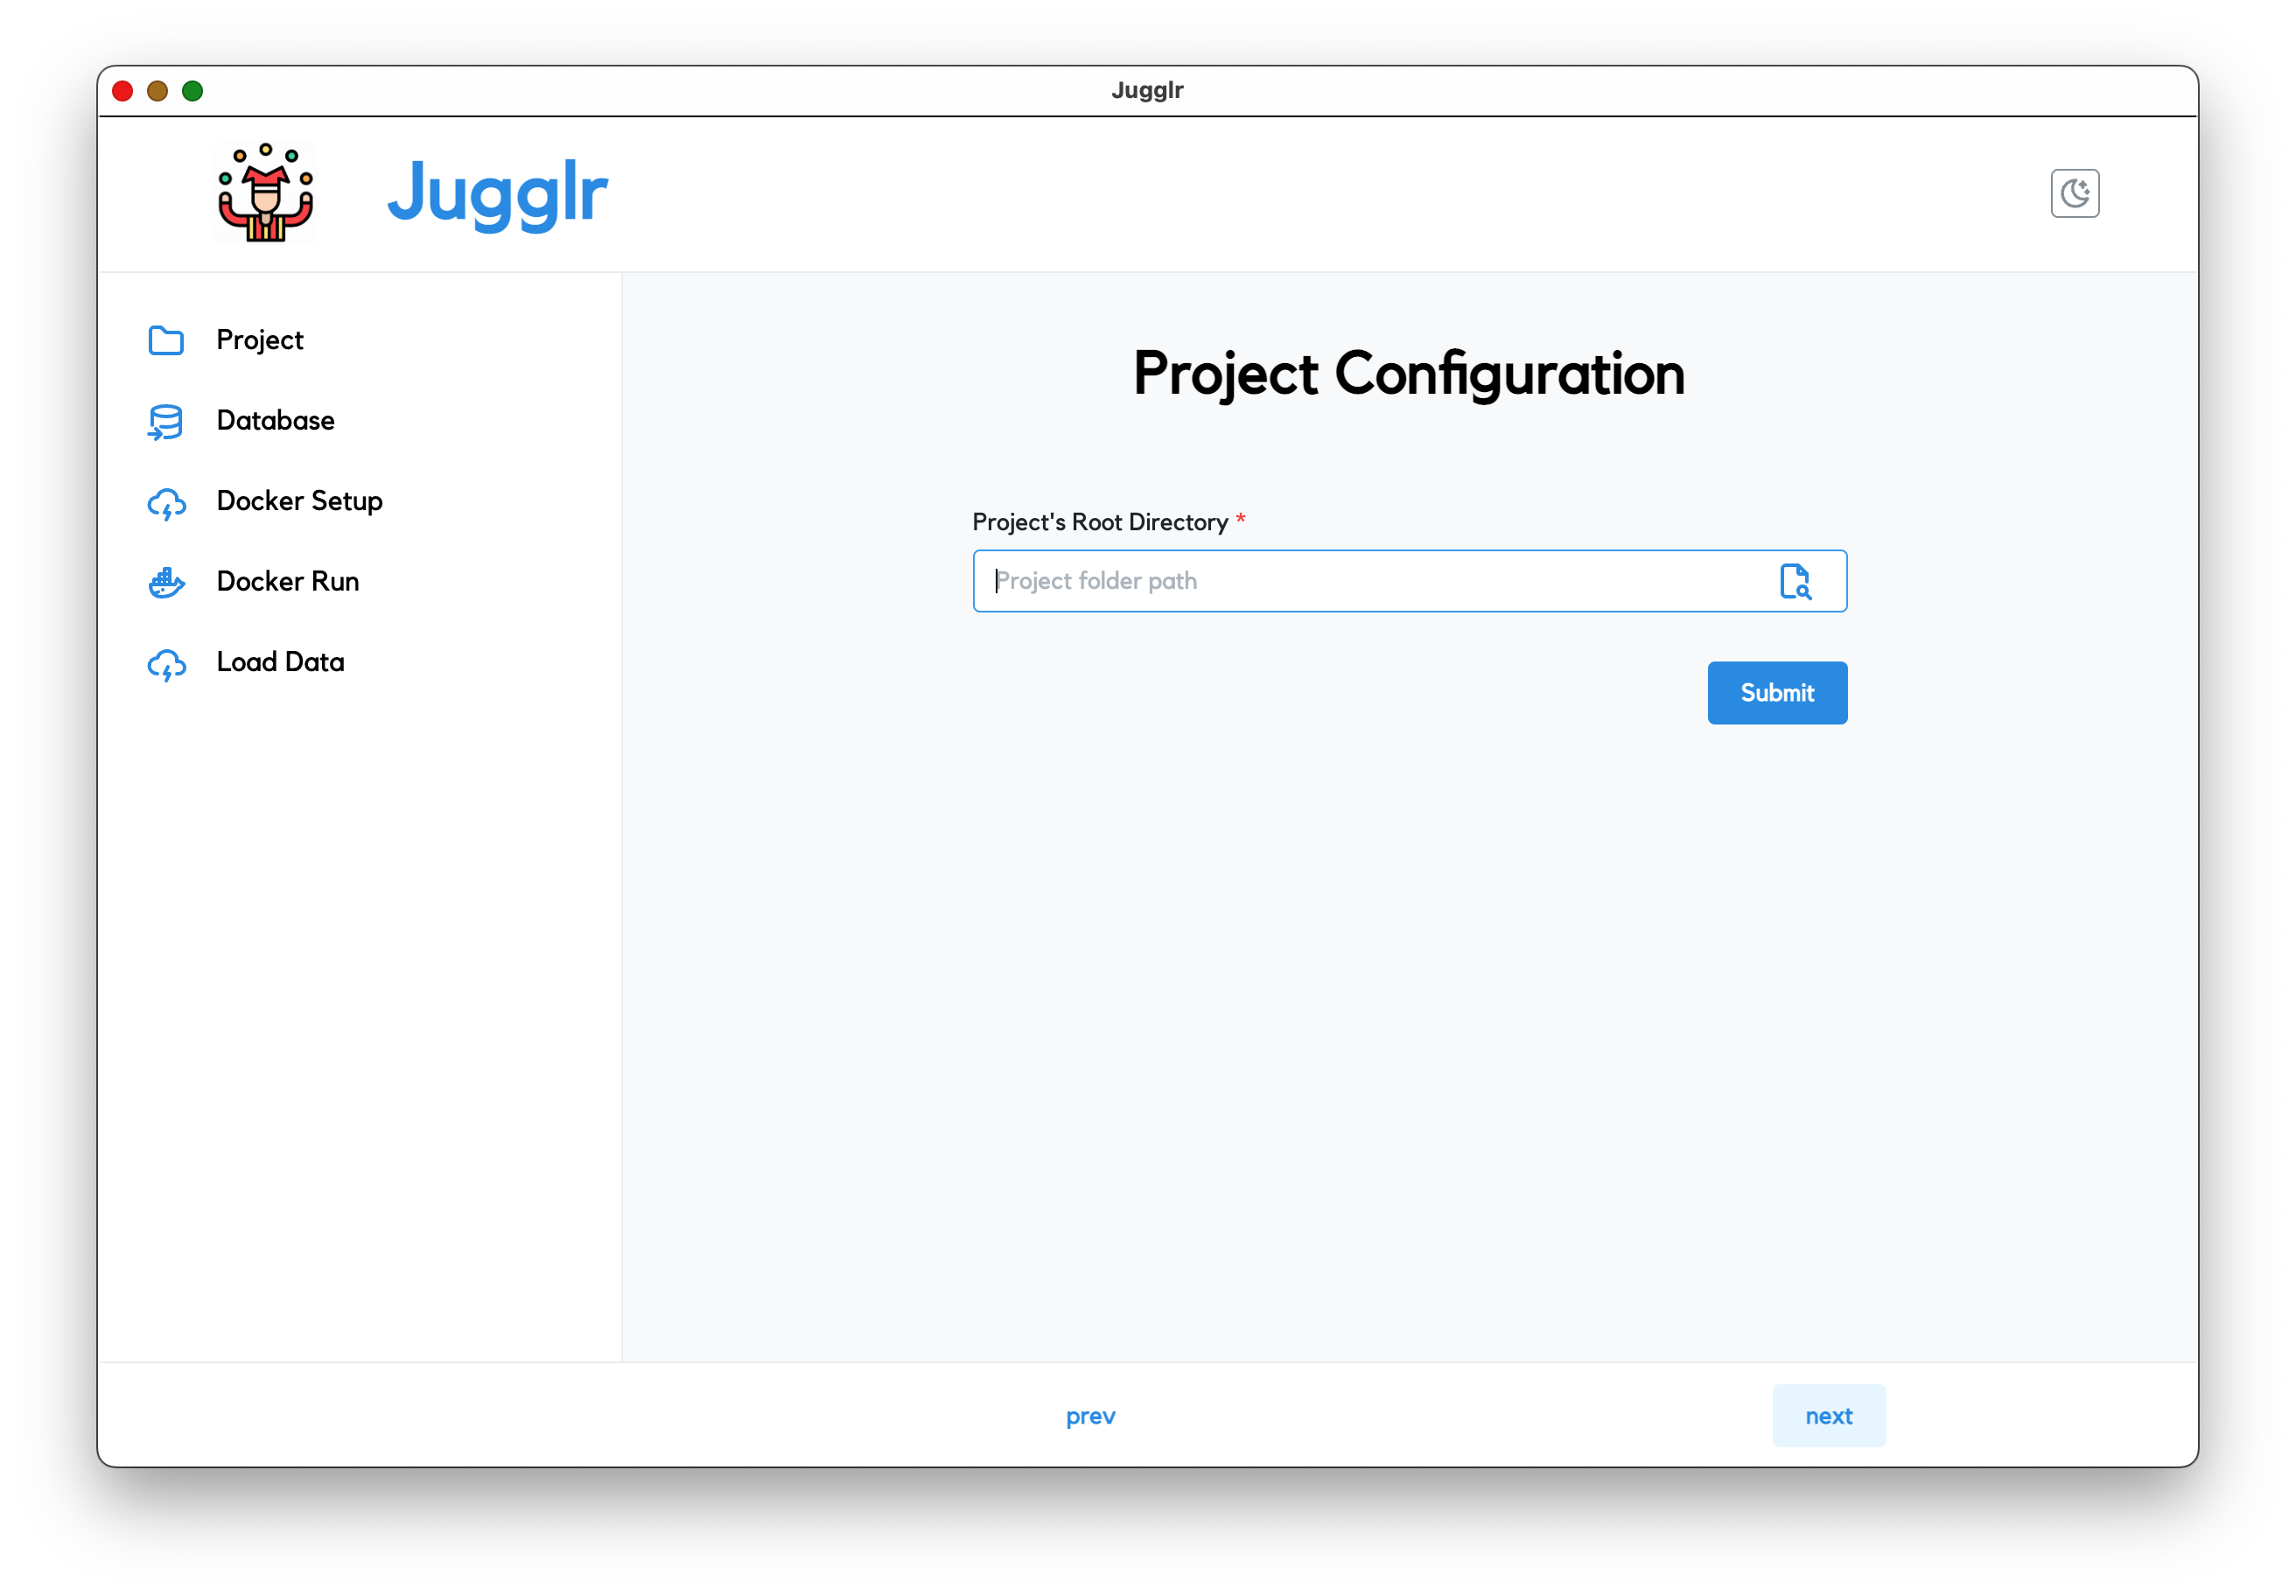 Jugglr
Jugglr
Project
Database
Docker Setup
Docker Run
Load Data
Project Configuration
Project's Root Directory *
Project folder path
Submit
prev
next